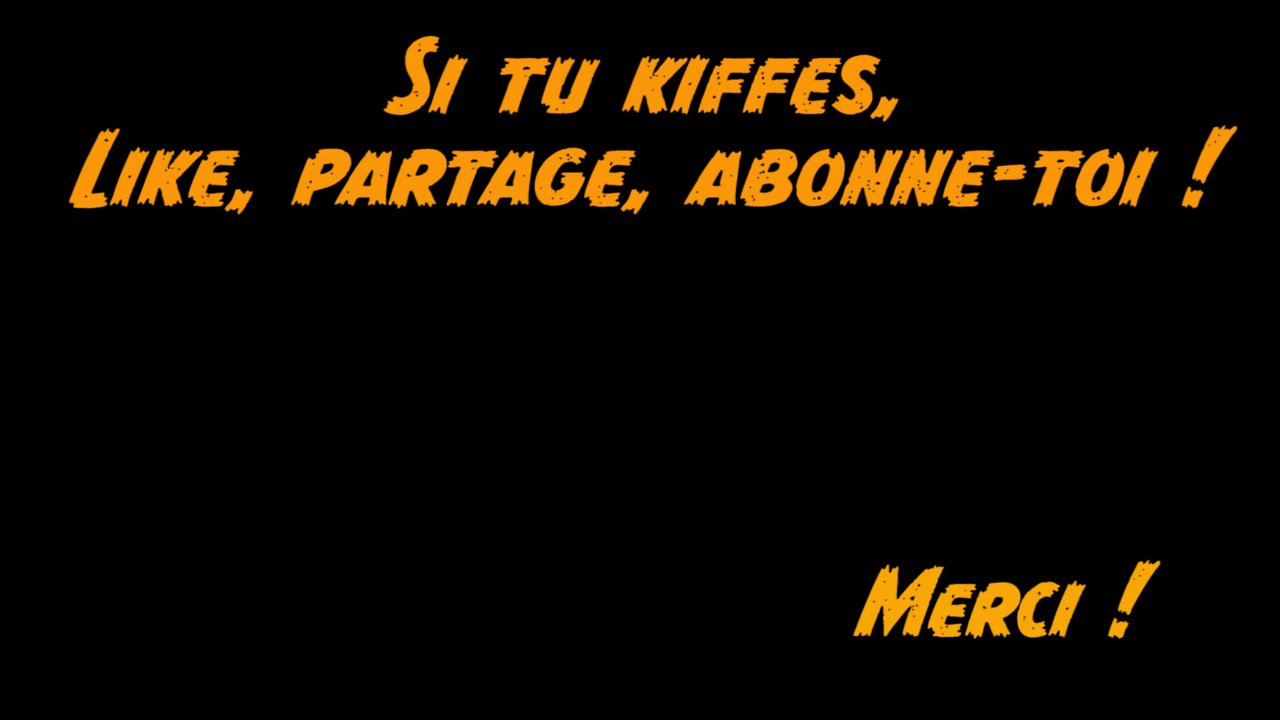 Si tu kiffes,
Like, partage, abonne-toi !
Merci !